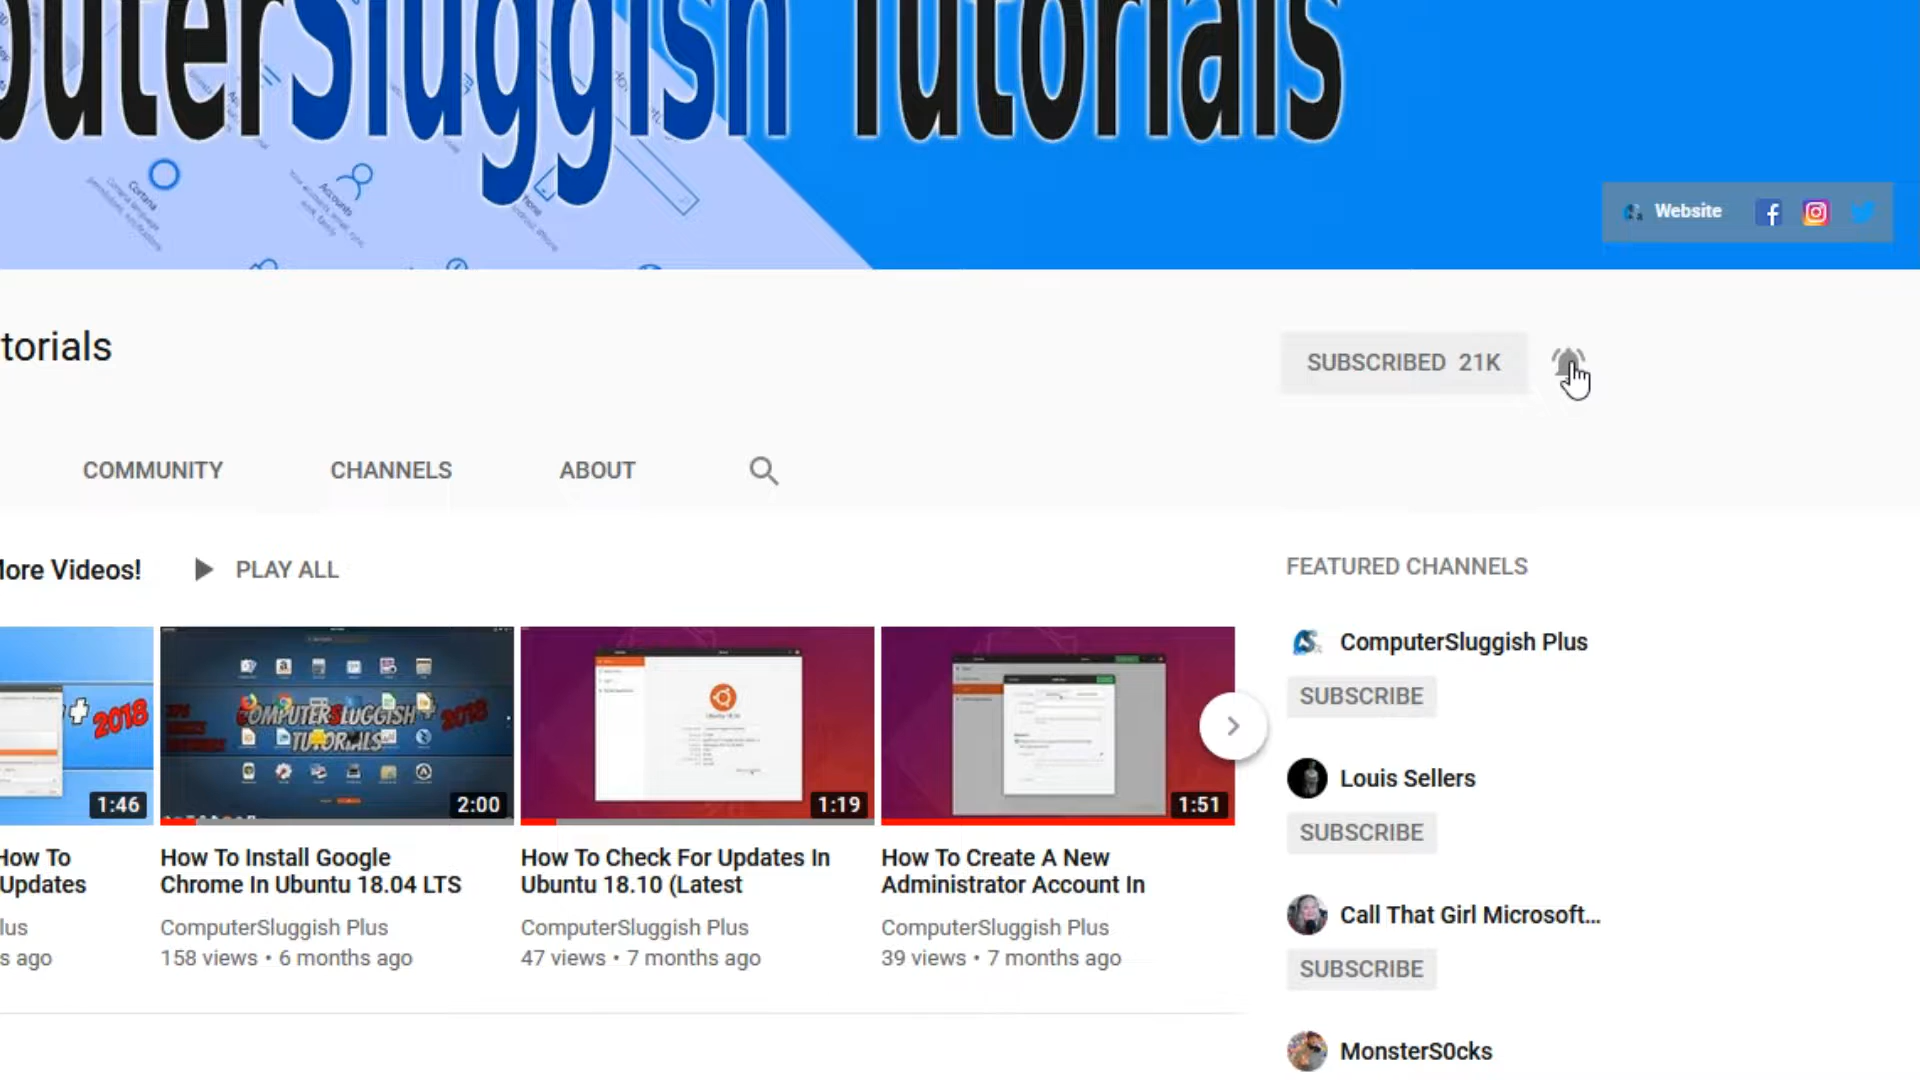 puterSluggish Tutorials
Cortana
Accounts
Website
torials
SUBSCRIBED 21K
COMMUNITY CHANNELS ABOUT
More Videos! PLAY ALL
FEATURED CHANNELS
ComputerSluggish Plus
SUBSCRIBE
Louis Sellers
SUBSCRIBE
Call That Girl Microsoft...
SUBSCRIBE
MonsterS0cks
+ 2018
COMPUTERSLUGGISH + 2018
TUTORIALS
1:46 2:00 1:19 1:51
How To
Updates
lus
s ago
How To Install Google
Chrome In Ubuntu 18.04 LTS
ComputerSluggish Plus
158 views • 6 months ago
How To Check For Updates In
Ubuntu 18.10 (Latest
ComputerSluggish Plus
47 views • 7 months ago
How To Create A New
Administrator Account In
ComputerSluggish Plus
39 views • 7 months ago